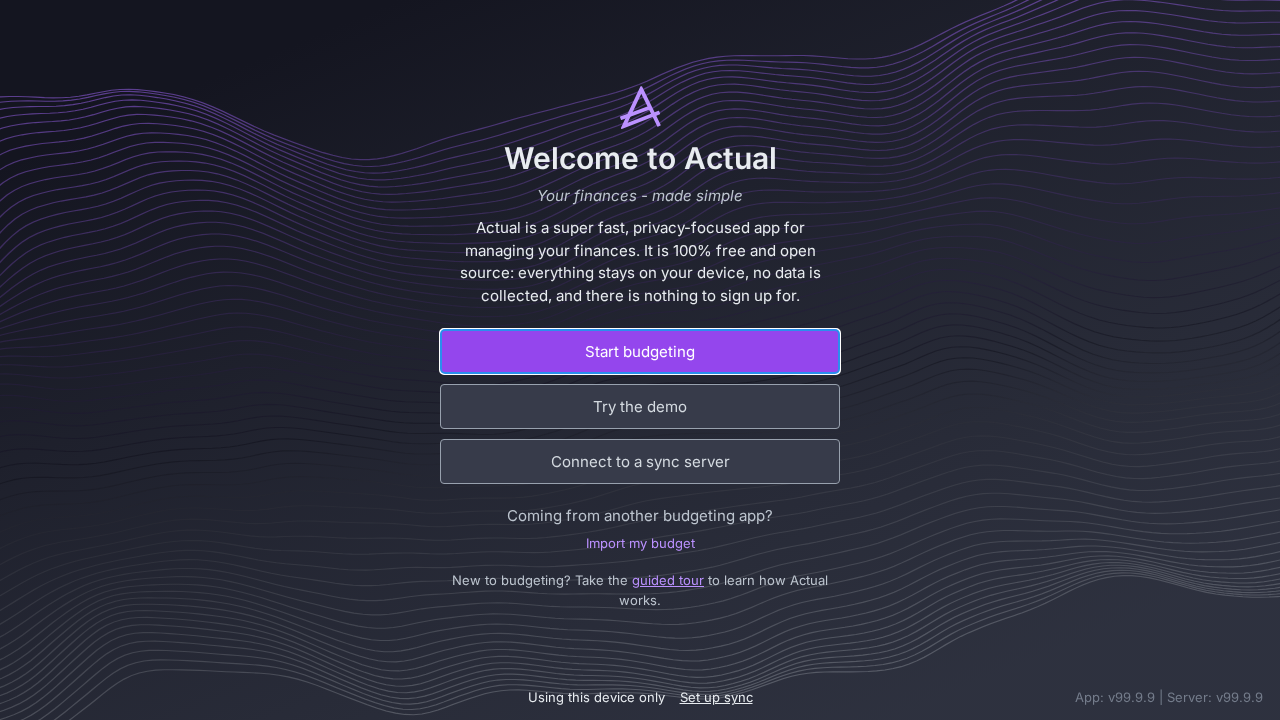 Welcome to Actual
Your finances - made simple
Actual is a super fast, privacy-focused app for
managing your finances. It is 100% free and open
source: everything stays on your device, no data is
collected, and there is nothing to sign up for.
Start budgeting
Try the demo
Connect to a sync server
Coming from another budgeting app?
Import my budget
New to budgeting? Take the guided tour to learn how Actual
works.
Using this device only Set up sync
App: v99.9.9 | Server: v99.9.9